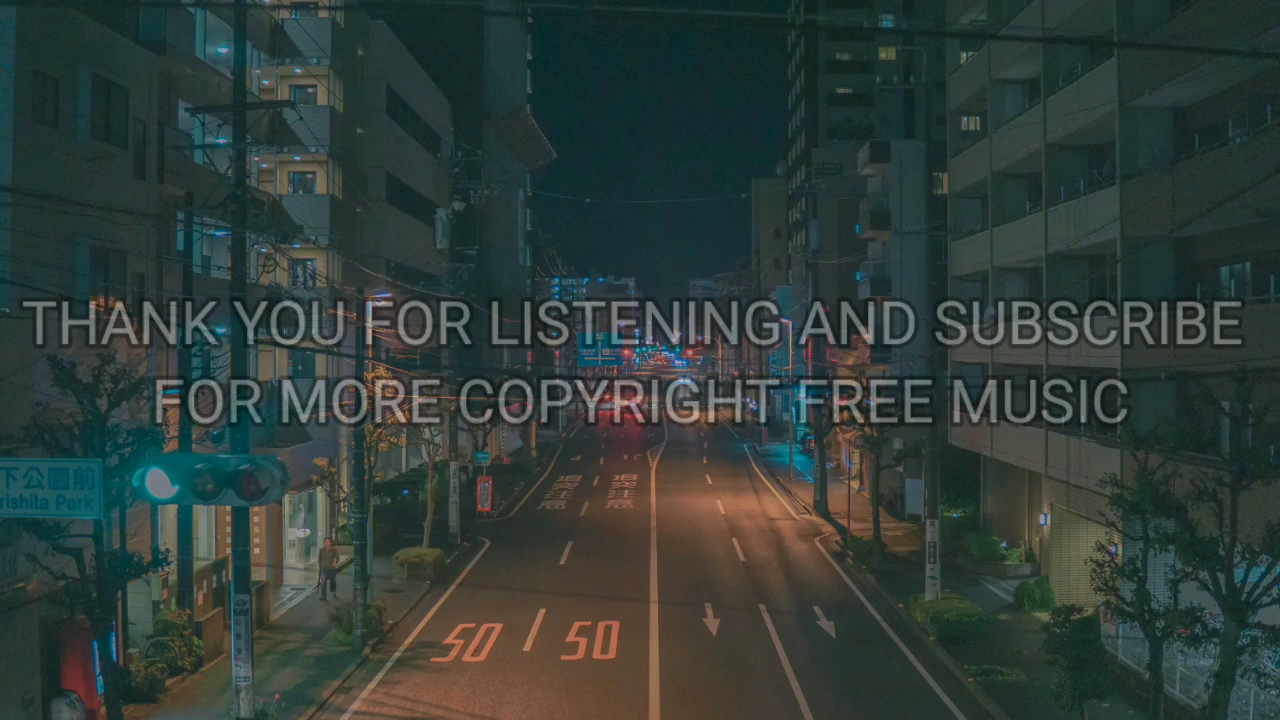 THANK YOU FOR LISTENING AND SUBSCRIBE
FOR MORE COPYRIGHT FREE MUSIC
下公園前
rishita Park
50 50